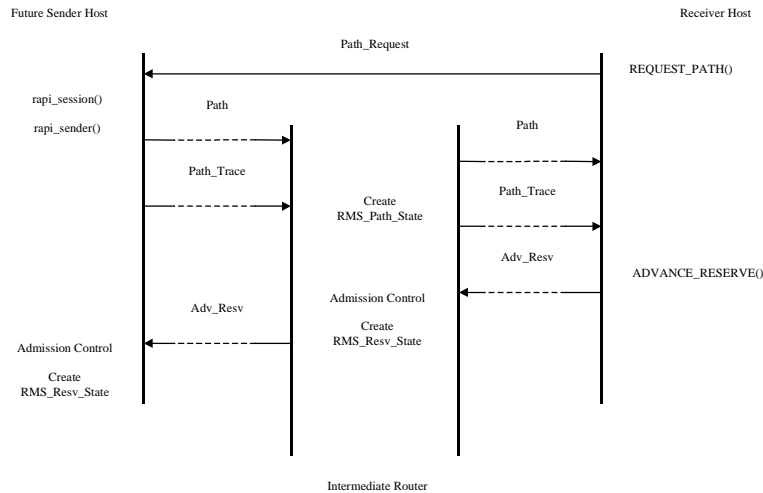 Future Sender Host
Receiver Host
Path_Request
REQUEST_PATH()
rapi_session()
Path
rapi_sender()
Path
Path_Trace
Path_Trace
Create
RMS_Path_State
Adv_Resv
ADVANCE_RESERVE()
Adv_Resv
Admission Control
Create
RMS_Resv_State
Admission Control
Create
RMS_Resv_State
Intermediate Router